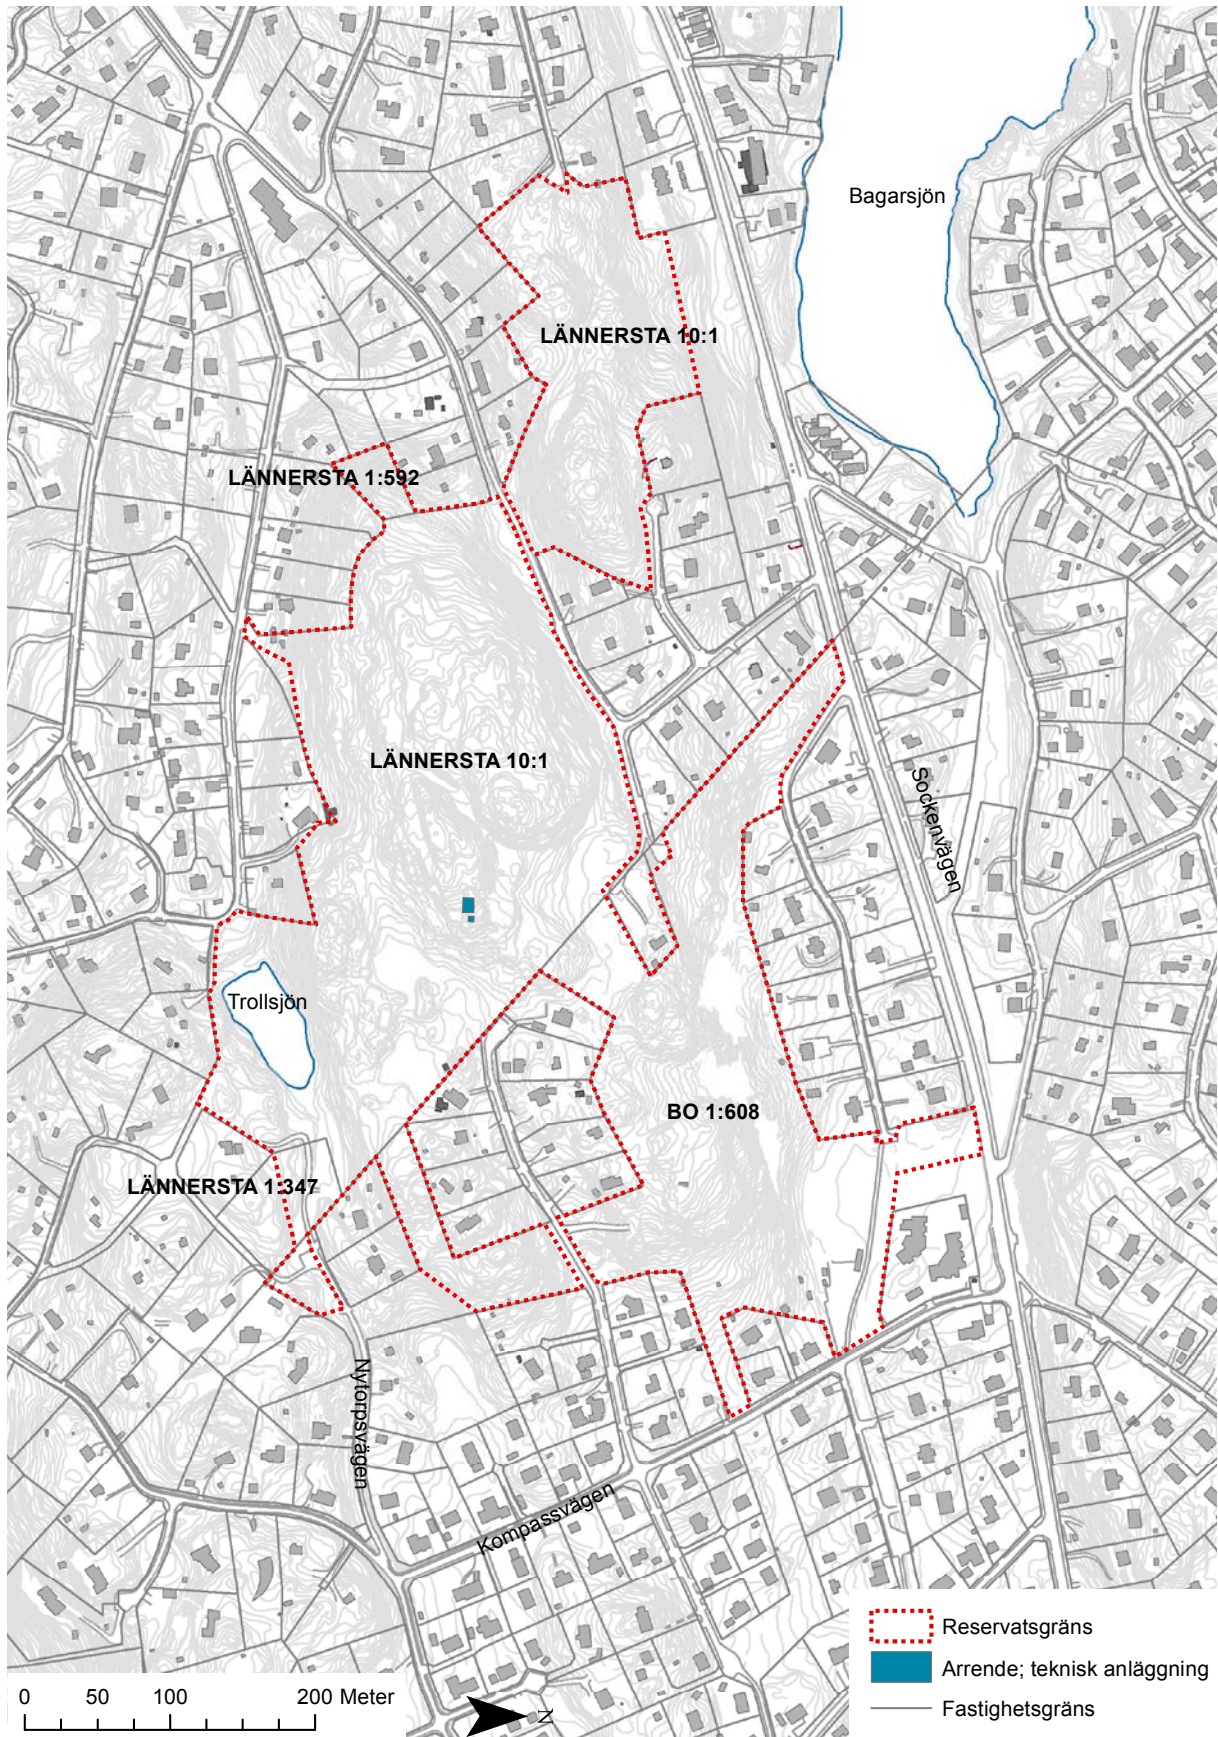 Bagarsjön
LÄNNERSTA 10:1
LÄNNERSTA 1:592
LÄNNERSTA 10:1
Sockenvägen
Trollsjön
BO 1:608
LÄNNERSTA 1:347
Nytorpsvägen
Kompassvägen
Reservatsgräns
Arrende; teknisk anläggning
Fastighetsgräns
0 50 100 200 Meter
N